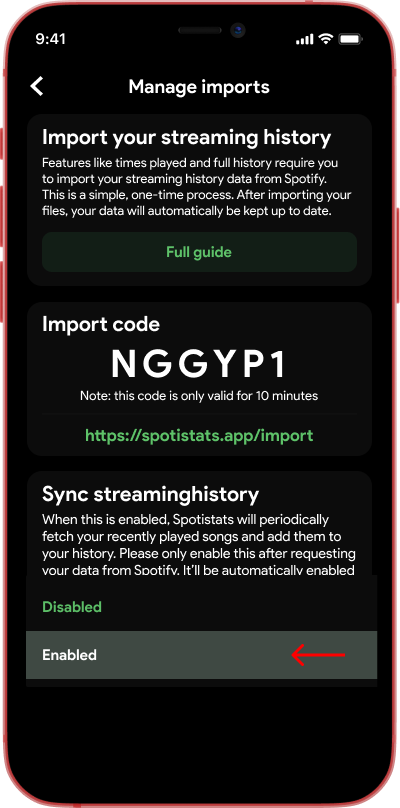 9:41
Manage imports
Import your streaming history
Features like times played and full history require you
to import your streaming history data from Spotify.
This is a simple, one-time process. After importing your
files, your data will automatically be kept up to date.
Full guide
Import code
NGGYP1
Note: this code is only valid for 10 minutes
https://spotistats.app/import
Sync streaminghistory
When this is enabled, Spotistats will periodically
fetch your recently played songs and add them to
your history. Please only enable this after requesting
your data from Spotify. It'll be automatically enabled
Disabled
Enabled